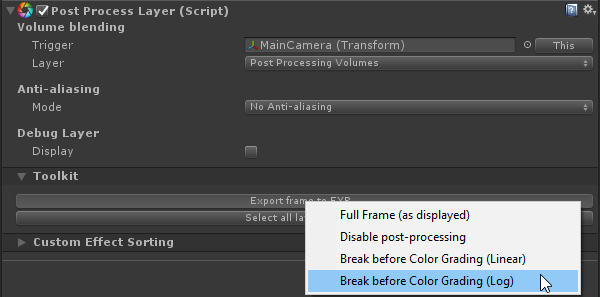 Post Process Layer (Script)
Volume blending
Trigger MainCamera (Transform) This
Layer Post Processing Volumes
Anti-aliasing
Mode No Anti-aliasing
Debug Layer
Display
Toolkit
Export frame to EXR
Select all
Full Frame (as displayed)
Disable post-processing
Break before Color Grading (Linear)
Break before Color Grading (Log)
Custom Effect Sorting